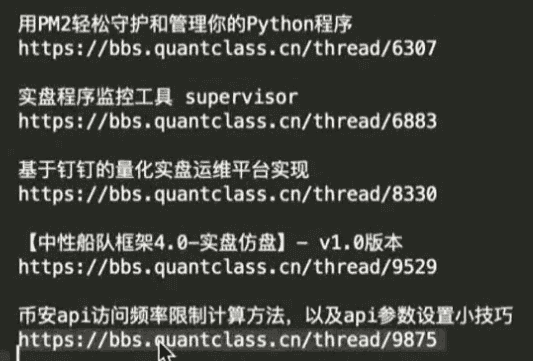 用PM2轻松守护和管理你的Python程序
https://bbs.quantclass.cn/thread/6307
实盘程序监控工具 supervisor
https://bbs.quantclass.cn/thread/6883
基于钉钉的量化实盘运维平台实现
https://bbs.quantclass.cn/thread/8330
【中性船队框架4.0-实盘仿盘】- v1.0版本
https://bbs.quantclass.cn/thread/9529
币安api访问频率限制计算方法，以及api参数设置小技巧
https://bbs.quantclass.cn/thread/9875